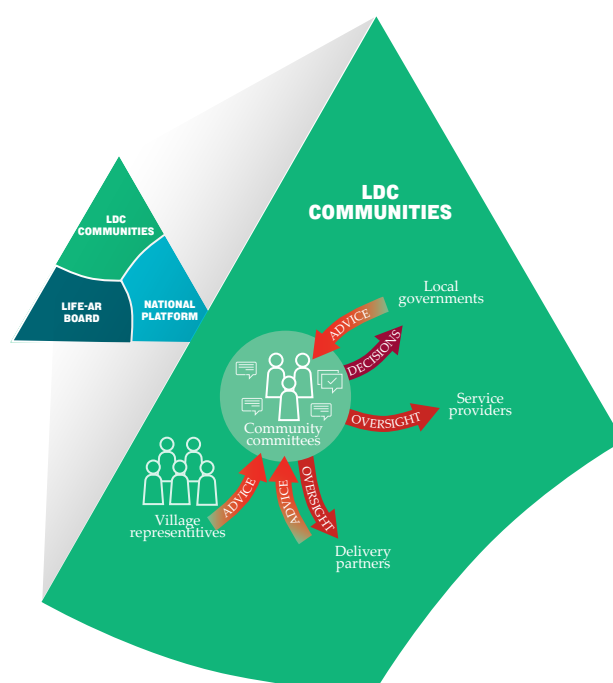 LDC
COMMUNITIES
LDC
COMMUNITIES
LIFE-AR
BOARD
NATIONAL
PLATFORM
Local
governments
ADVICE
DECISIONS
Service
providers
OVERSIGHT
Community
committees
Village
representitives
ADVICE
ADVICE
OVERSIGHT
Delivery
partners